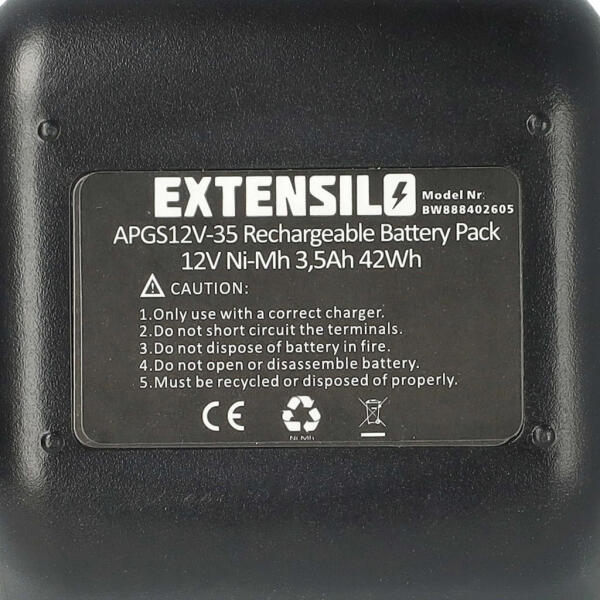 EXTENSILO
Model Nr:
BW888402605
APGS12V-35 Rechargeable Battery Pack
12V Ni-Mh 3,5Ah 42Wh
CAUTION:
1.Only use with a correct charger.
2.Do not short circuit the terminals.
3.Do not dispose of battery in fire.
4.Do not open or disassemble battery.
5.Must be recycled or disposed of properly.
CE
Ni-Mh